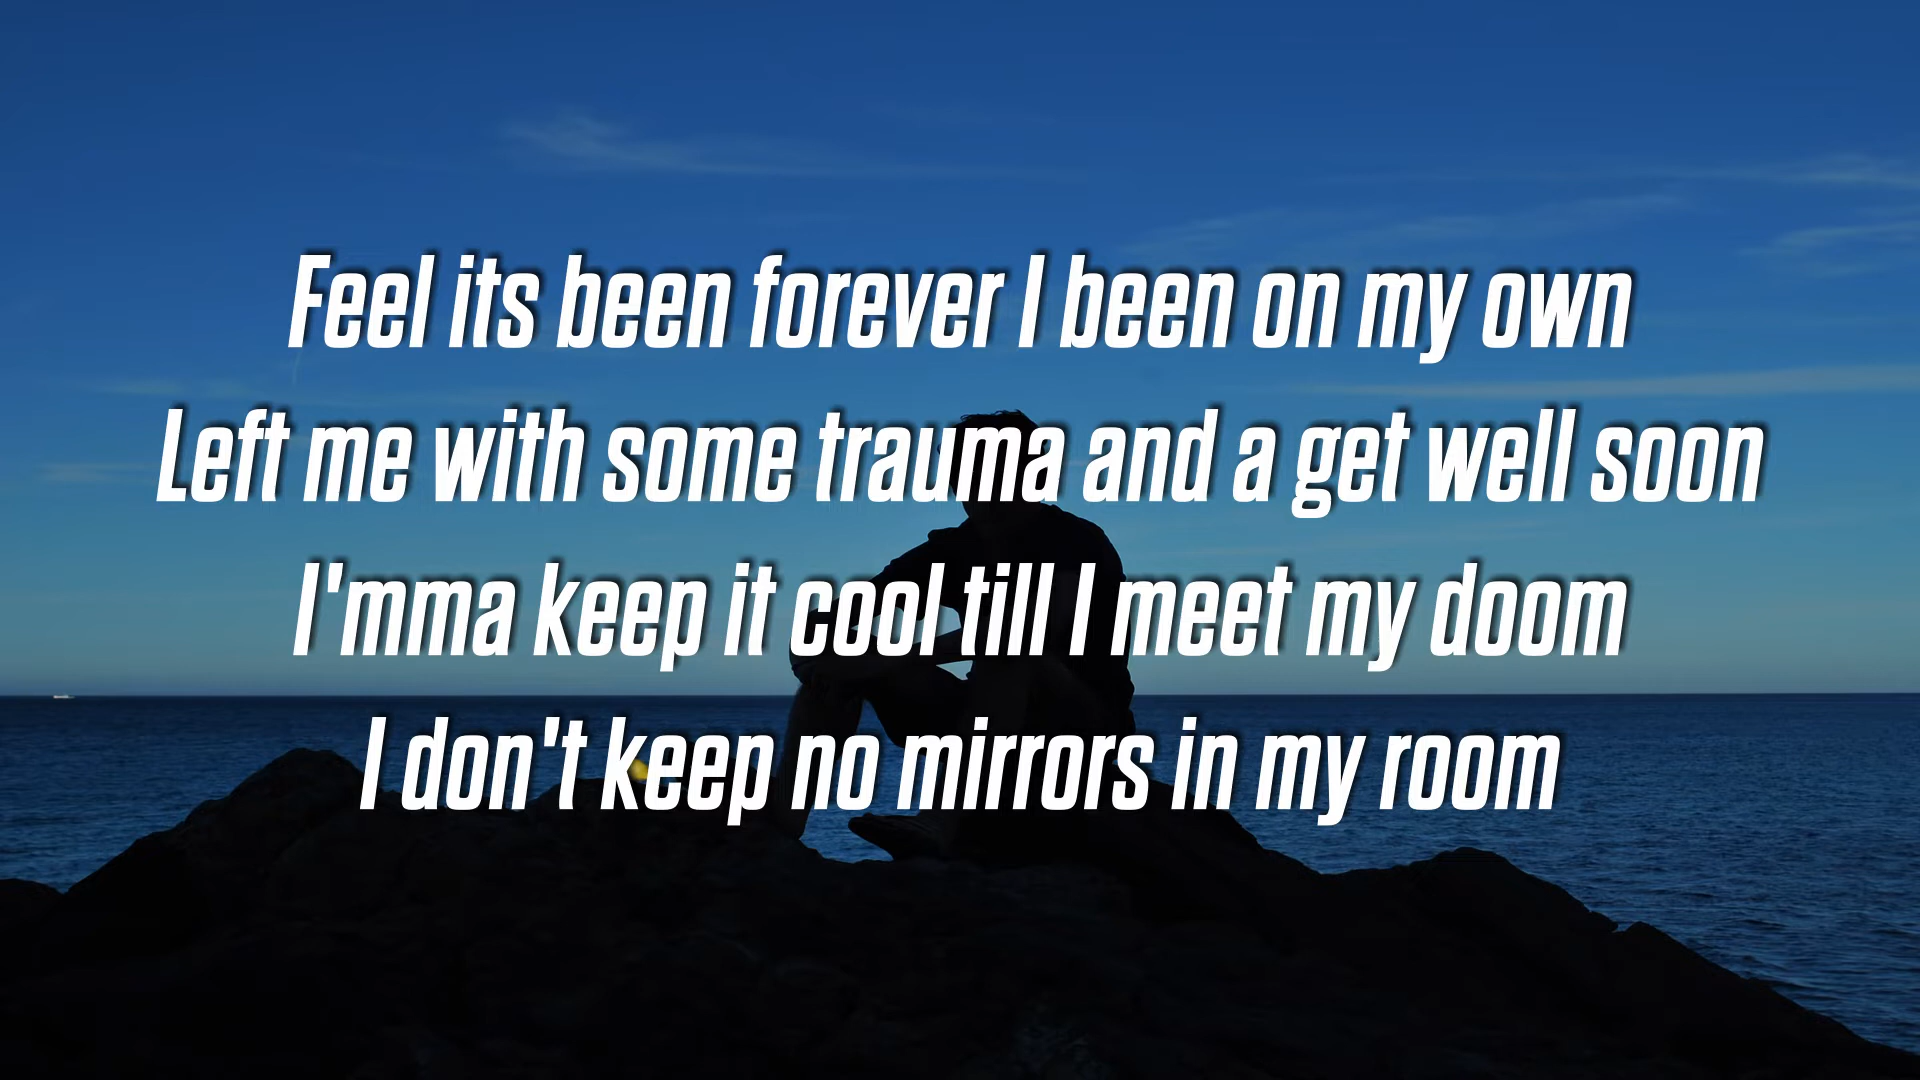 Feel its been forever I been on my own
Left me with some trauma and a get well soon
I'mma keep it cool till I meet my doom
I don't keep no mirrors in my room